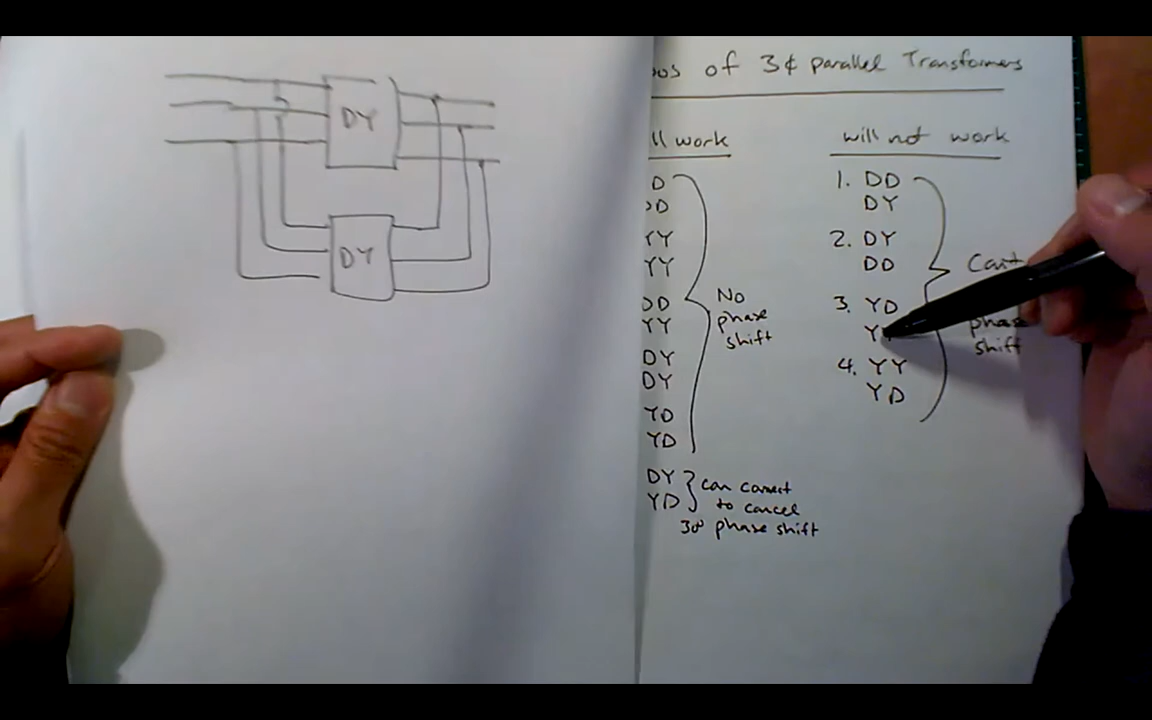 DY
DY
of 3¢ parallel Transformers
ll work
D
DD
YY
YY
DD
YY
DY
DY
YD
YD
No
phase
shift
DY
YD
can connect
to cancel
30° phase shift
will not work
1. DD
DY
2. DY
DD
3. YD
Y
4. YY
YD
phase
shift